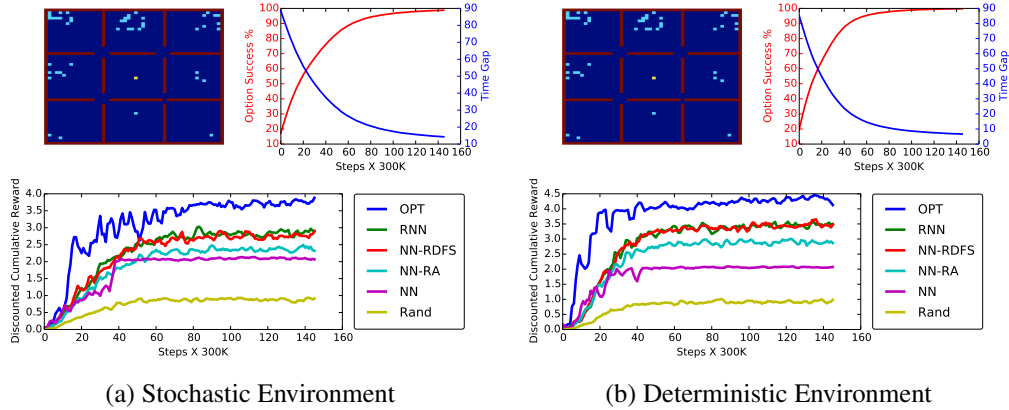 100
90
80
70
60
50
40
30
20
10
Option Success %
90
80
70
60
50
40
30
20
10
0
Time Gap
0 20 40 60 80 100 120 140 160
Steps X 300K
4.0
3.5
3.0
2.5
2.0
1.5
1.0
0.5
0.0
Discounted Cumulative Reward
0 20 40 60 80 100 120 140 160
Steps X 300K
OPT
RNN
NN-RDFS
NN-RA
NN
Rand
(a) Stochastic Environment
100
90
80
70
60
50
40
30
20
10
Option Success %
90
80
70
60
50
40
30
20
10
0
Time Gap
0 20 40 60 80 100 120 140 160
Steps X 300K
4.5
4.0
3.5
3.0
2.5
2.0
1.5
1.0
0.5
0.0
Discounted Cumulative Reward
0 20 40 60 80 100 120 140 160
Steps X 300K
OPT
RNN
NN-RDFS
NN-RA
NN
Rand
(b) Deterministic Environment